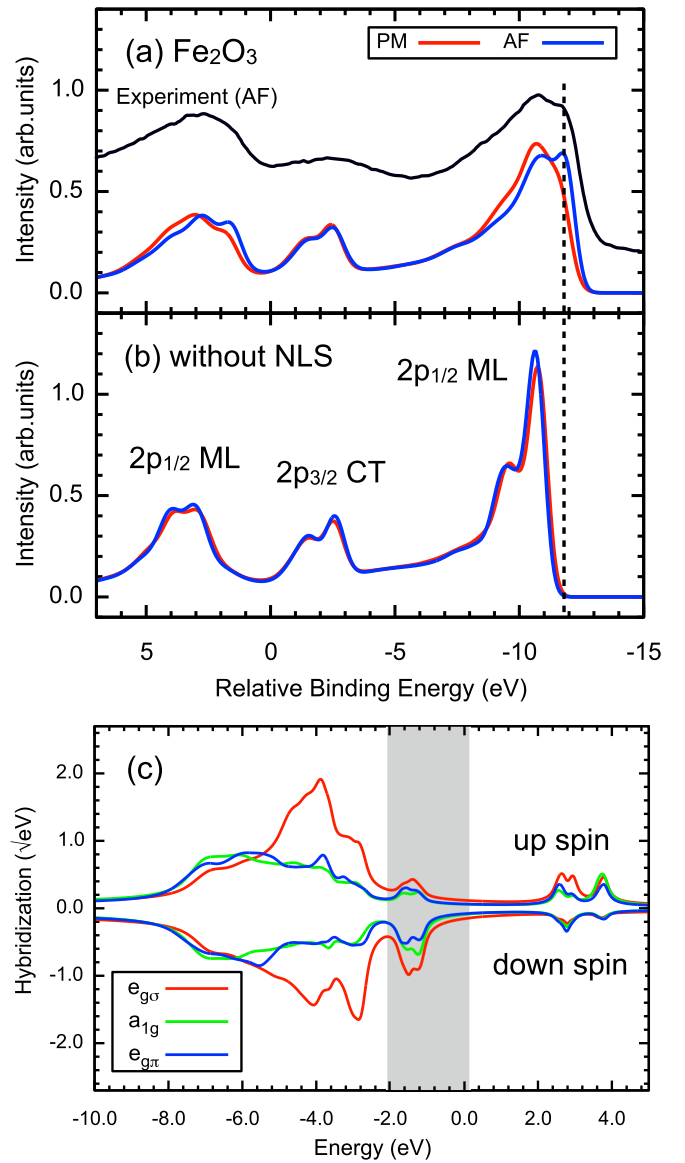 (a) Fe₂O₃
PM AF
Experiment (AF)
Intensity (arb.units)
1.0
0.5
0.0
(b) without NLS
2p₁/₂ ML
2p₁/₂ ML
2p₃/₂ CT
Intensity (arb.units)
1.0
0.5
0.0
5 0 -5 -10 -15
Relative Binding Energy (eV)
(c)
up spin
down spin
Hybridization (√eV)
2.0
1.0
0.0
-1.0
-2.0
e_gσ
a_1g
e_gπ
-10.0 -8.0 -6.0 -4.0 -2.0 0.0 2.0 4.0
Energy (eV)